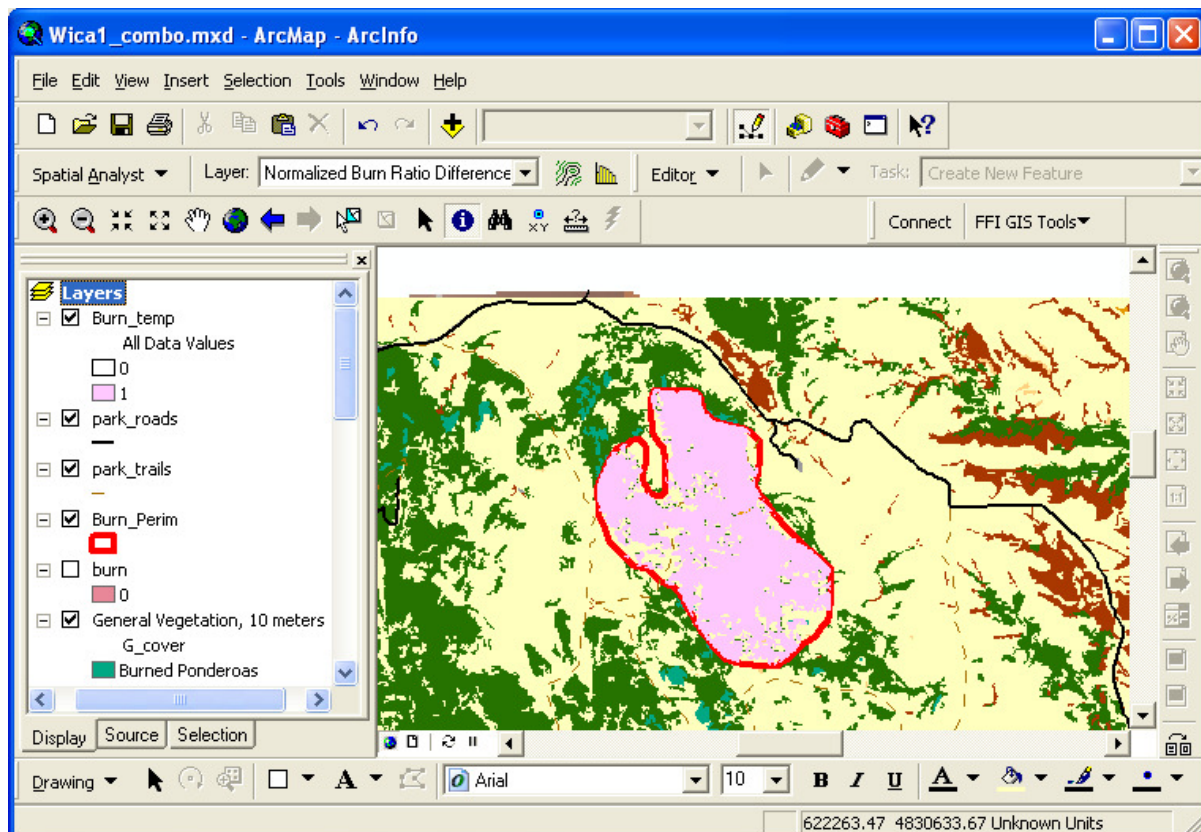 Wica1_combo.mxd - ArcMap - ArcInfo
File Edit View Insert Selection Tools Window Help
Spatial Analyst Layer: Normalized Burn Ratio Difference Editor Task: Create New Feature
XY Connect FFI GIS Tools
Layers
Burn_temp
All Data Values
0
1
park_roads
park_trails
Burn_Perim
burn
0
General Vegetation, 10 meters
G_cover
Burned Ponderoas
1:1
Display Source Selection
Drawing A Arial 10 B I U A
622263.47 4830633.67 Unknown Units